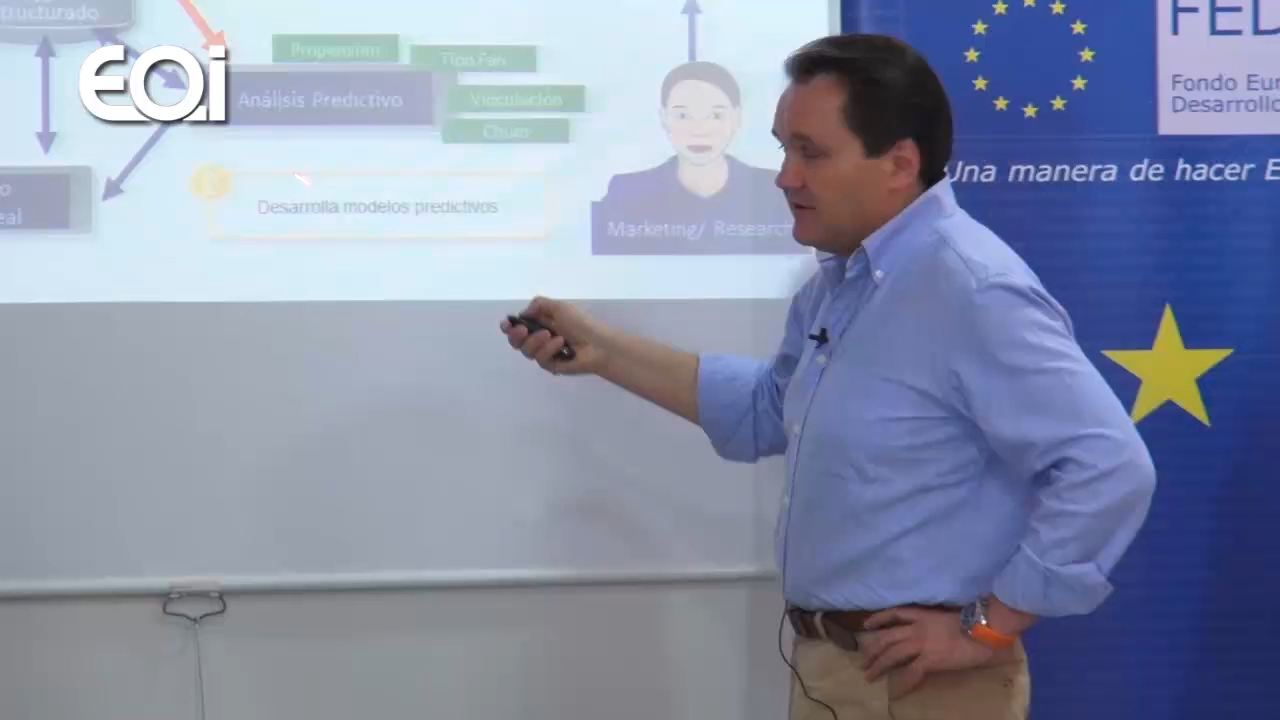 structurado
EOi
Propensión
Tipo Fan
Análisis Predictivo
Vinculación
Churn
o
eal
Desarrolla modelos predictivos
Marketing/ Research
FED
Fondo Eur
Desarrollo
Una manera de hacer E